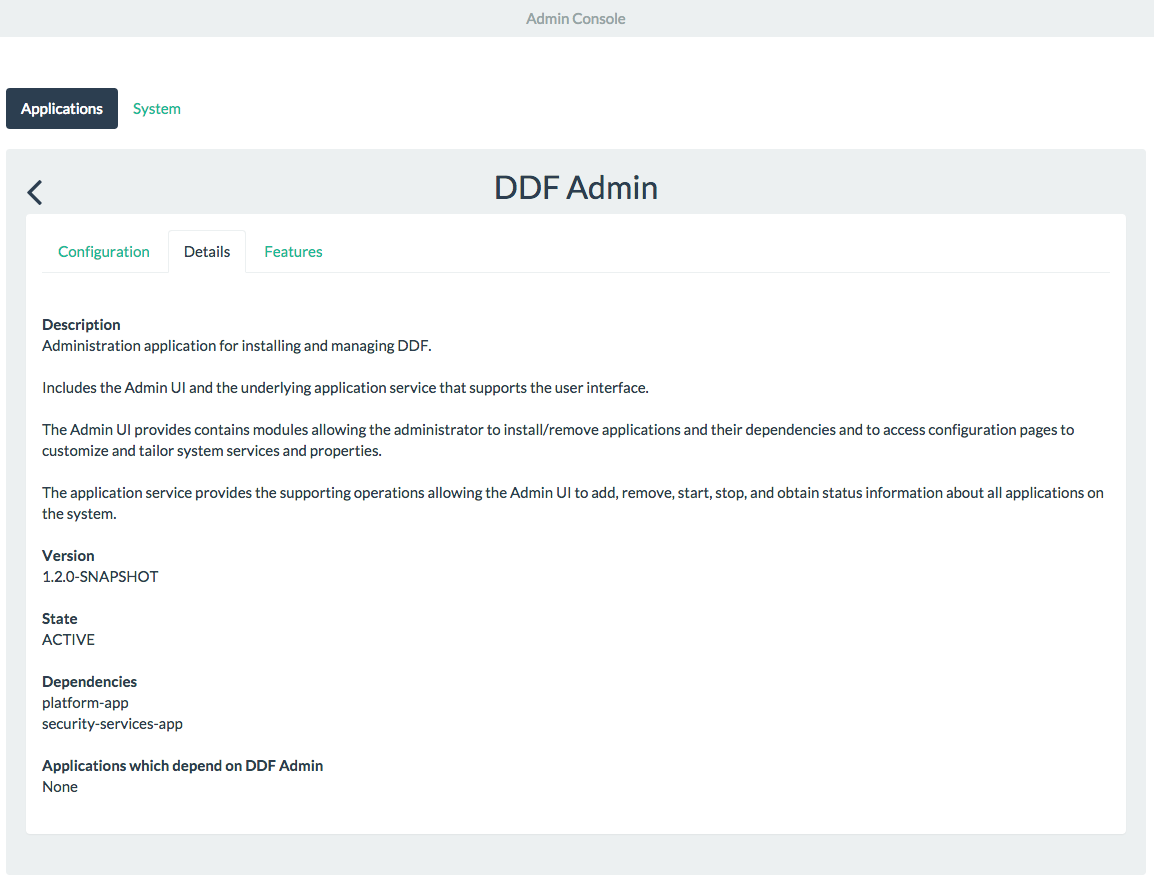 Admin Console
Applications System
DDF Admin
Configuration Details Features
Description
Administration application for installing and managing DDF.
Includes the Admin UI and the underlying application service that supports the user interface.
The Admin UI provides contains modules allowing the administrator to install/remove applications and their dependencies and to access configuration pages to
customize and tailor system services and properties.
The application service provides the supporting operations allowing the Admin UI to add, remove, start, stop, and obtain status information about all applications on
the system.
Version
1.2.0-SNAPSHOT
State
ACTIVE
Dependencies
platform-app
security-services-app
Applications which depend on DDF Admin
None